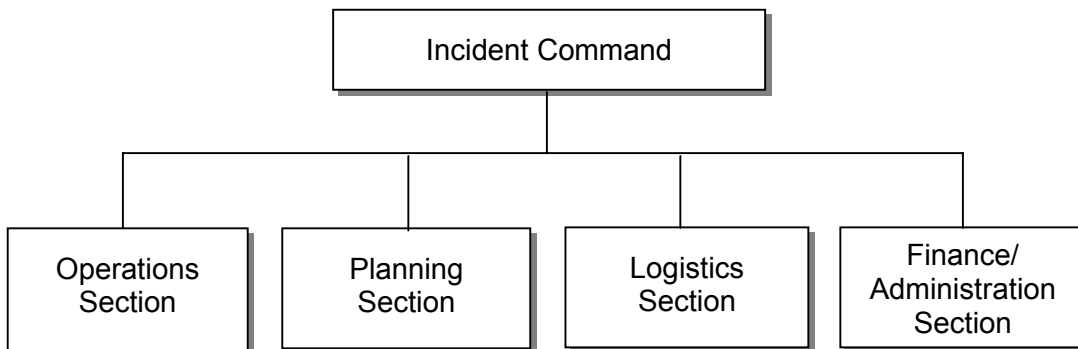 Incident Command
Operations
Section
Planning
Section
Logistics
Section
Finance/
Administration
Section